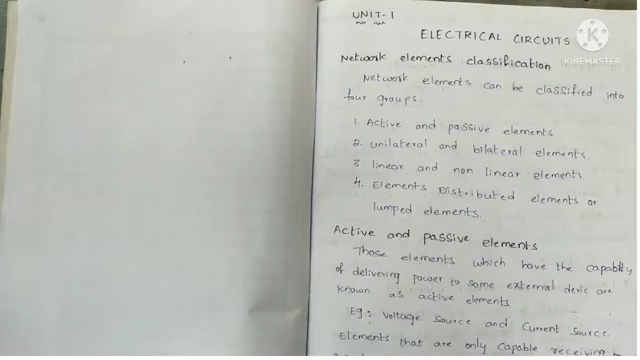 UNIT-1
ELECTRICAL CIRCUITS
KINEMASTER
Network elements classification
Network elements can be classified into
four groups.
1. Active and passive elements.
2. unilateral and bilateral elements.
3. linear and non linear elements
4. Elements Distributed elements or
lumped elements.
Active and passive elements
Those elements which have the capability
of delivering power to some external devic are
known as active elements.
Eg: Voltage Source and Current Source
Elements that are only capable receiving